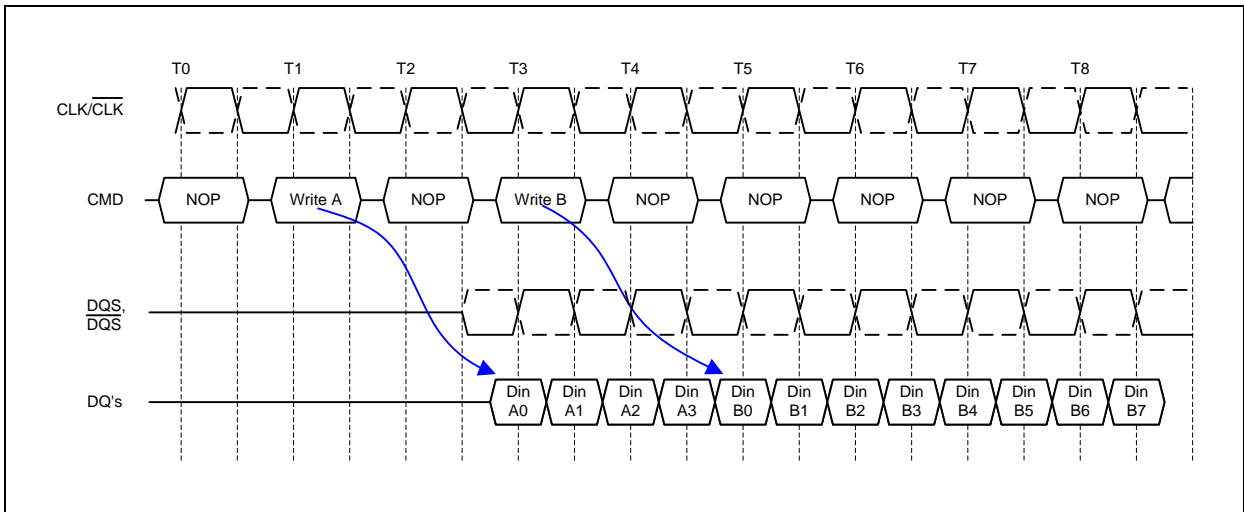 T0 T1 T2 T3 T4 T5 T6 T7 T8
CLK/CLK
CMD NOP Write A NOP Write B NOP NOP NOP NOP NOP
DQS,
DQS
DQ's Din A0 Din A1 Din A2 Din A3 Din B0 Din B1 Din B2 Din B3 Din B4 Din B5 Din B6 Din B7